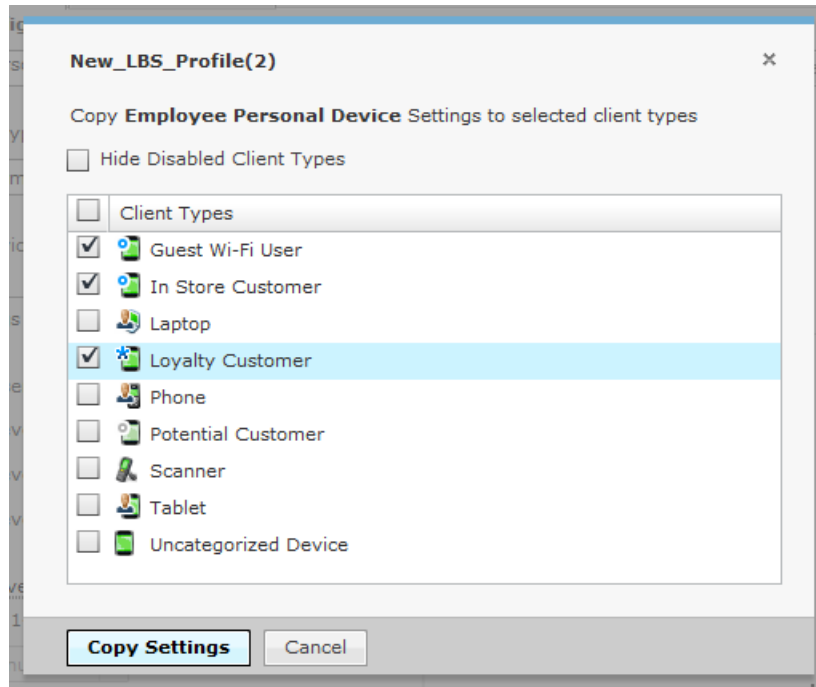 New_LBS_Profile(2)
Copy Employee Personal Device Settings to selected client types
Hide Disabled Client Types
Client Types
Guest Wi-Fi User
In Store Customer
Laptop
Loyalty Customer
Phone
Potential Customer
Scanner
Tablet
Uncategorized Device
Copy Settings
Cancel